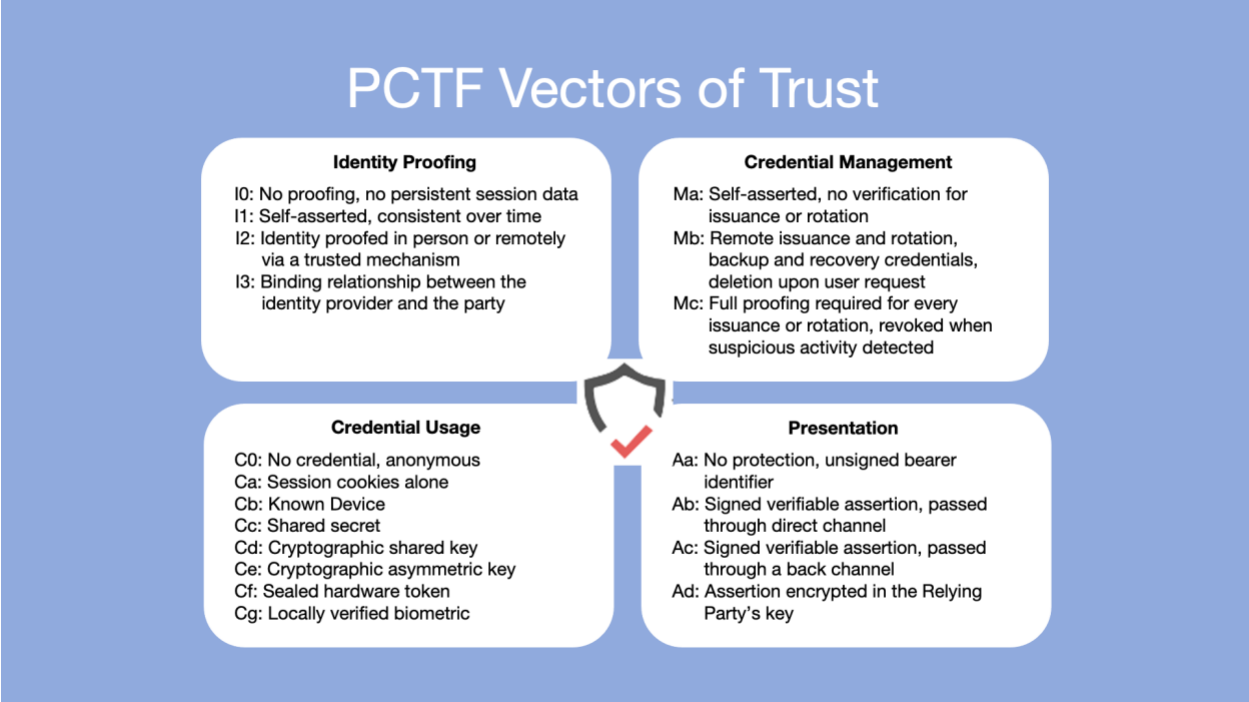 PCTF Vectors of Trust
Identity Proofing
I0: No proofing, no persistent session data
I1: Self-asserted, consistent over time
I2: Identity proofed in person or remotely
via a trusted mechanism
I3: Binding relationship between the
identity provider and the party
Credential Management
Ma: Self-asserted, no verification for
issuance or rotation
Mb: Remote issuance and rotation,
backup and recovery credentials,
deletion upon user request
Mc: Full proofing required for every
issuance or rotation, revoked when
suspicious activity detected
Credential Usage
C0: No credential, anonymous
Ca: Session cookies alone
Cb: Known Device
Cc: Shared secret
Cd: Cryptographic shared key
Ce: Cryptographic asymmetric key
Cf: Sealed hardware token
Cg: Locally verified biometric
Presentation
Aa: No protection, unsigned bearer
identifier
Ab: Signed verifiable assertion, passed
through direct channel
Ac: Signed verifiable assertion, passed
through a back channel
Ad: Assertion encrypted in the Relying
Party’s key